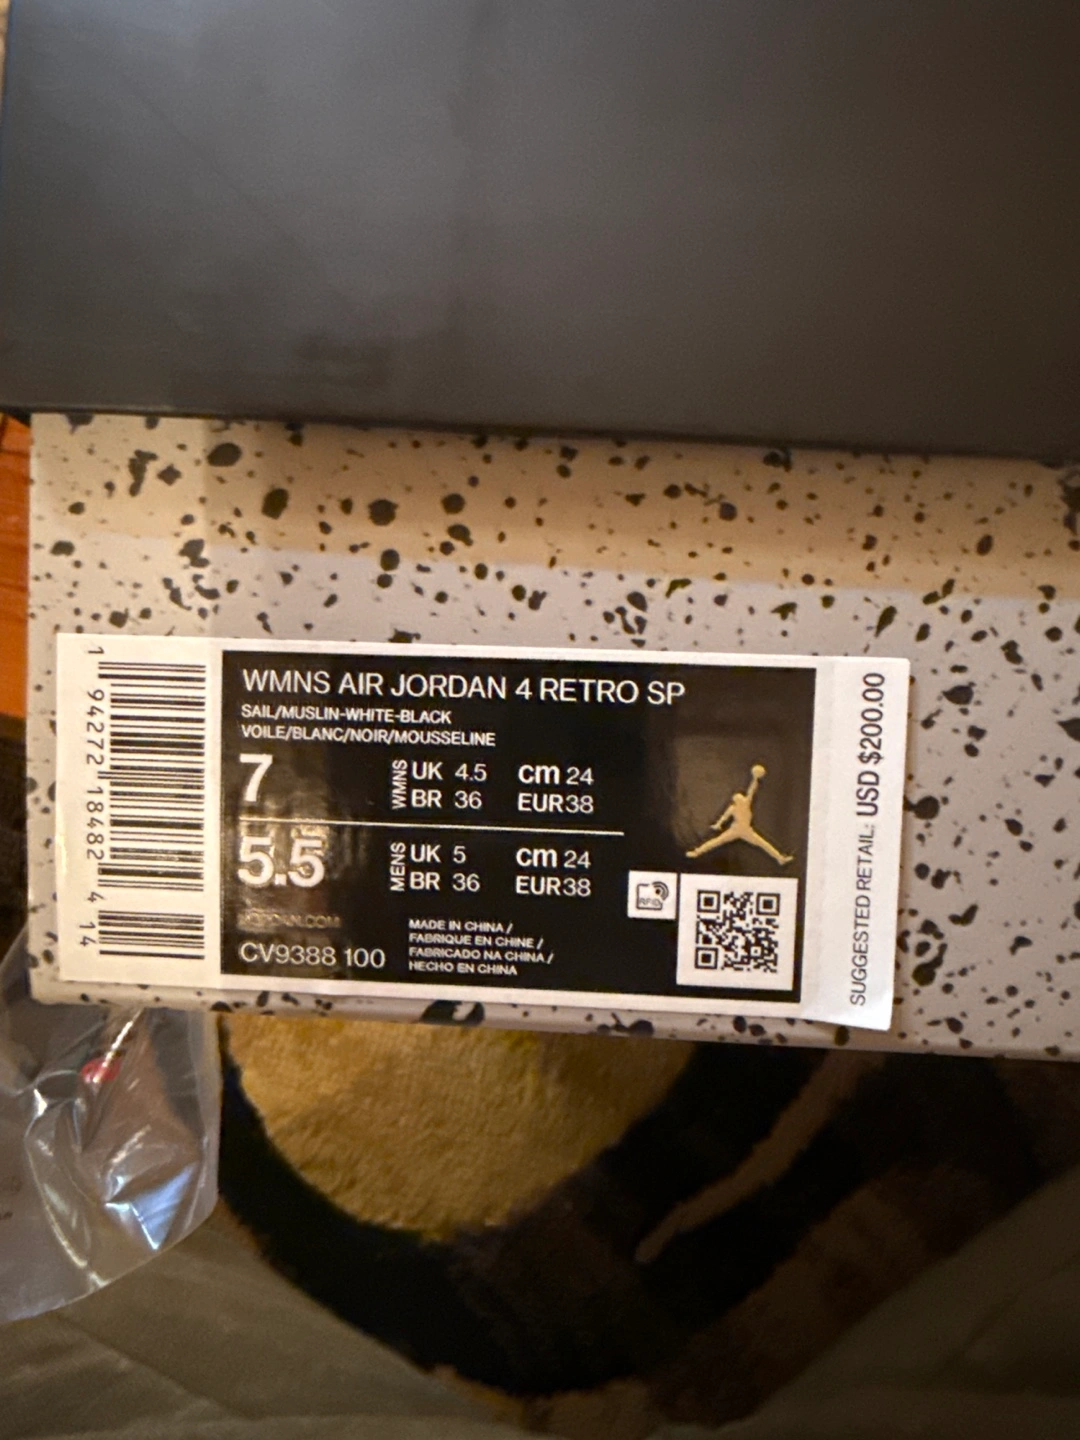 WMNS AIR JORDAN 4 RETRO SP
SAIL/MUSLIN-WHITE-BLACK
VOILE/BLANC/NOIR/MOUSSELINE
7
WMNS
UK 4.5 cm 24
BR 36 EUR38
5.5
MENS
UK 5 cm 24
BR 36 EUR38
JORDAN.COM
CV9388 100
MADE IN CHINA /
FABRIQUE EN CHINE /
FABRICADO NA CHINA /
HECHO EN CHINA
RFID
1 94272 18482 4 14
SUGGESTED RETAIL: USD $200.00